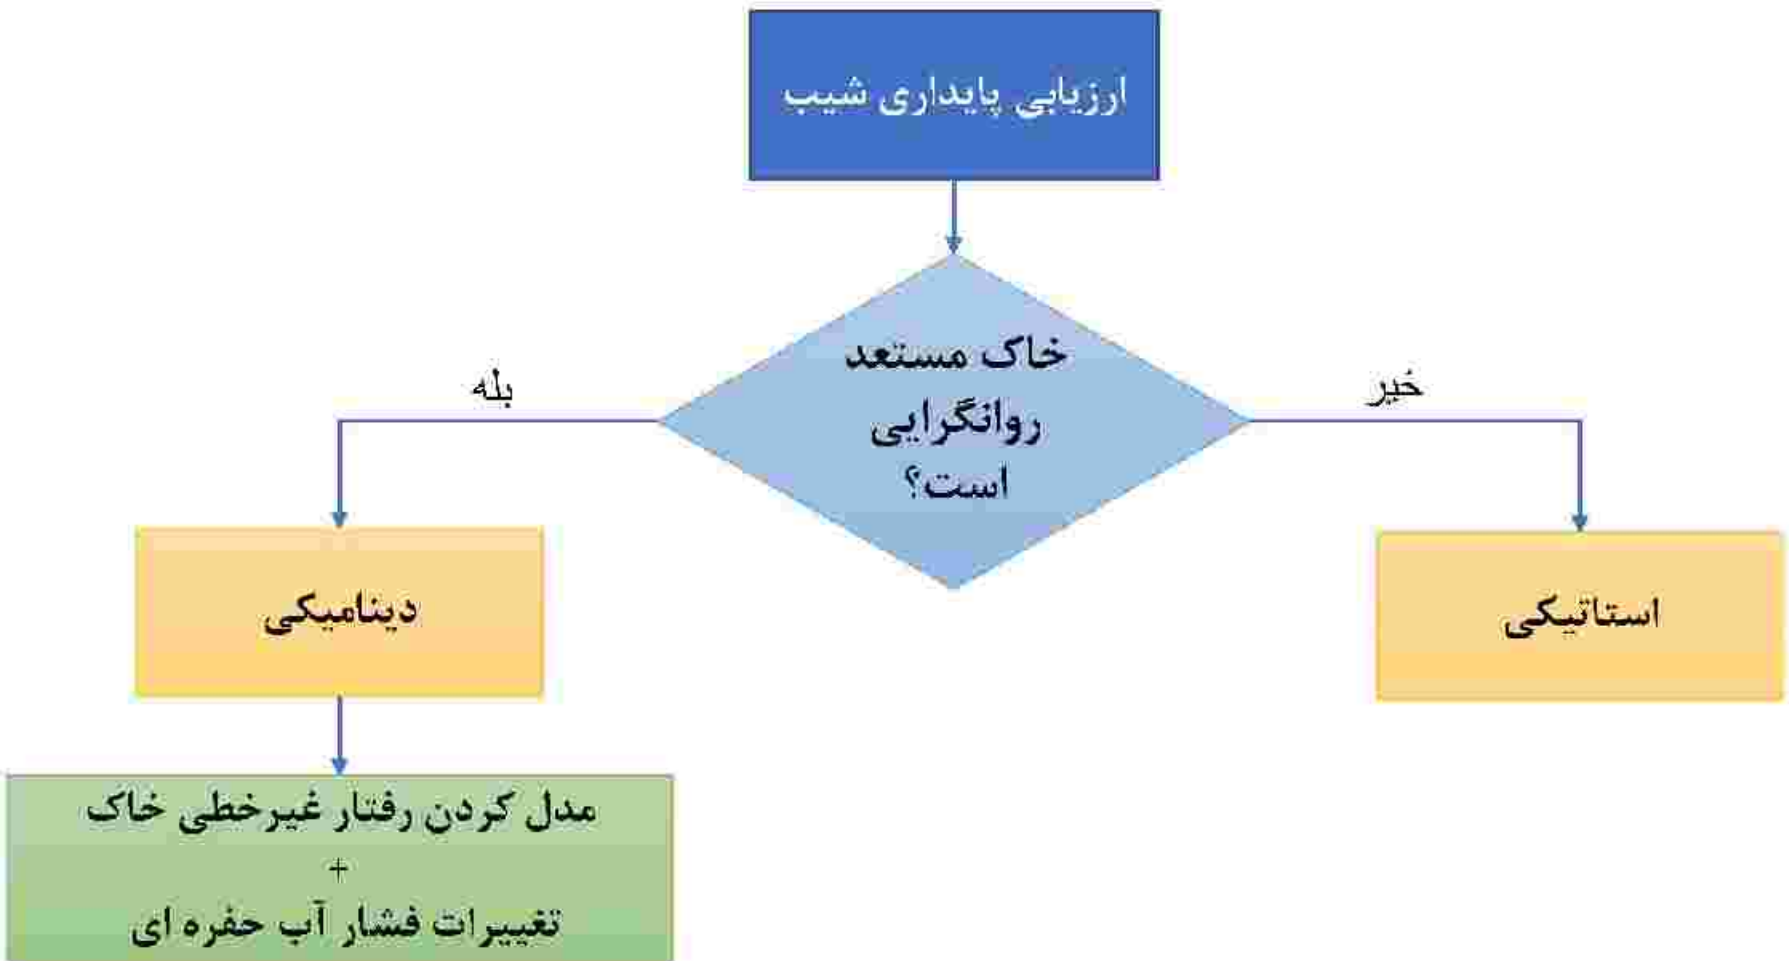 ارزیابی پایداری شیب
خاک مستعد
روانگرایی
است؟
خیر
بله
استاتیکی
دینامیکی
مدل کردن رفتار غیرخطی خاک
+
تغییرات فشار آب حفره ای